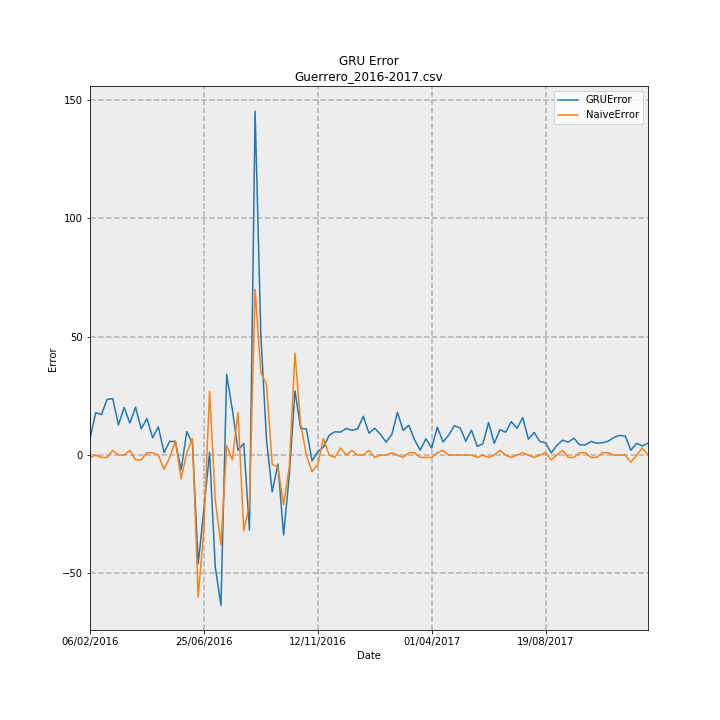 GRU Error
Guerrero_2016-2017.csv
GRUError
NaiveError
150
100
50
0
−50
Error
06/02/2016
25/06/2016
12/11/2016
01/04/2017
19/08/2017
Date